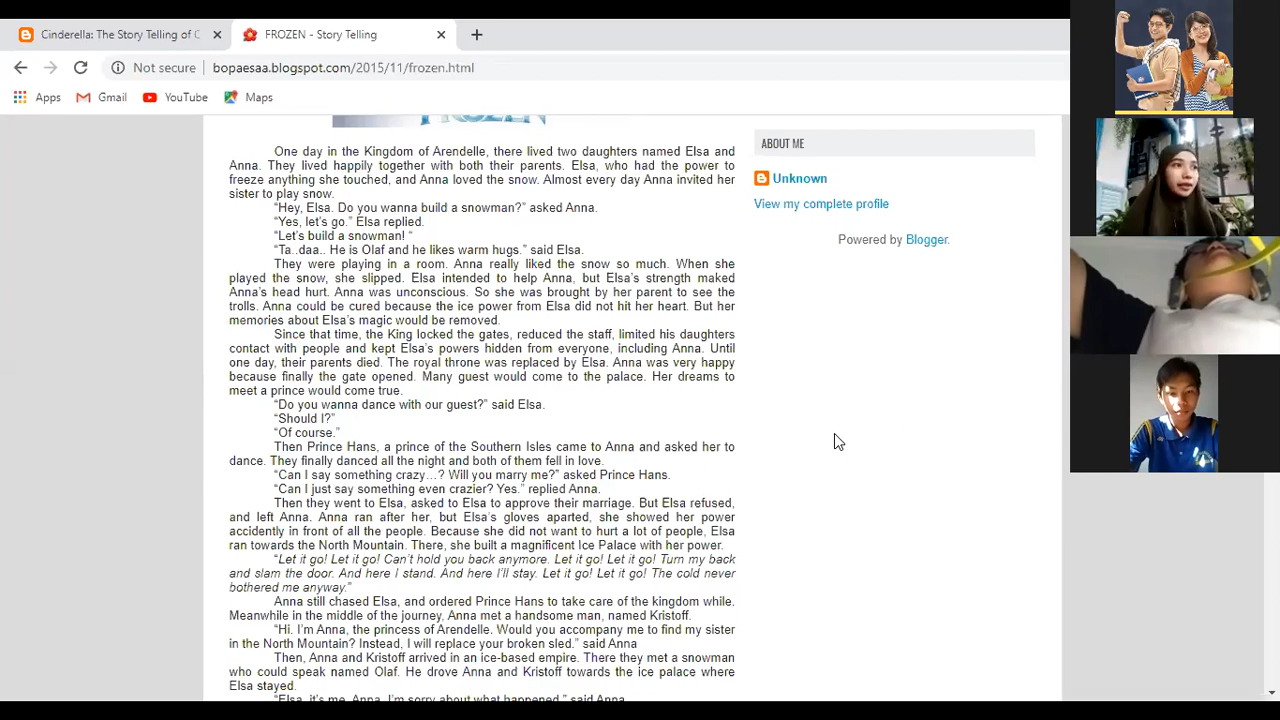 Cinderella: The Story Telling of C
FROZEN - Story Telling
Not secure
bopaesaa.blogspot.com/2015/11/frozen.html
Apps
Gmail
YouTube
Maps
FROZEN
One day in the Kingdom of Arendelle, there lived two daughters named Elsa and
Anna. They lived happily together with both their parents. Elsa, who had the power to
freeze anything she touched, and Anna loved the snow. Almost every day Anna invited her
sister to play snow.
“Hey, Elsa. Do you wanna build a snowman?” asked Anna.
“Yes, let’s go.” Elsa replied.
“Let’s build a snowman! “
“Ta..daa.. He is Olaf and he likes warm hugs.” said Elsa.
They were playing in a room. Anna really liked the snow so much. When she
played the snow, she slipped. Elsa intended to help Anna, but Elsa’s strength maked
Anna’s head hurt. Anna was unconscious. So she was brought by her parent to see the
trolls. Anna could be cured because the ice power from Elsa did not hit her heart. But her
memories about Elsa’s magic would be removed.
Since that time, the King locked the gates, reduced the staff, limited his daughters
contact with people and kept Elsa’s powers hidden from everyone, including Anna. Until
one day, their parents died. The royal throne was replaced by Elsa. Anna was very happy
because finally the gate opened. Many guest would come to the palace. Her dreams to
meet a prince would come true.
“Do you wanna dance with our guest?” said Elsa.
“Should I?”
“Of course.”
Then Prince Hans, a prince of the Southern Isles came to Anna and asked her to
dance. They finally danced all the night and both of them fell in love.
“Can I say something crazy…? Will you marry me?” asked Prince Hans.
“Can I just say something even crazier? Yes.” replied Anna.
Then they went to Elsa, asked to Elsa to approve their marriage. But Elsa refused,
and left Anna. Anna ran after her, but Elsa’s gloves aparted, she showed her power
accidently in front of all the people. Because she did not want to hurt a lot of people, Elsa
ran towards the North Mountain. There, she built a magnificent Ice Palace with her power.
“Let it go! Let it go! Can’t hold you back anymore. Let it go! Let it go! Turn my back
and slam the door. And here I stand. And here I’ll stay. Let it go! Let it go! The cold never
bothered me anyway.”
Anna still chased Elsa, and ordered Prince Hans to take care of the kingdom while.
Meanwhile in the middle of the journey, Anna met a handsome man, named Kristoff.
“Hi. I’m Anna, the princess of Arendelle. Would you accompany me to find my sister
in the North Mountain? Instead, I will replace your broken sled.” said Anna
Then, Anna and Kristoff arrived in an ice-based empire. There they met a snowman
who could speak named Olaf. He drove Anna and Kristoff towards the ice palace where
Elsa stayed.
“Elsa, it’s me, Anna. I’m sorry about what happened.” said Anna.
ABOUT ME
Unknown
View my complete profile
Powered by Blogger.